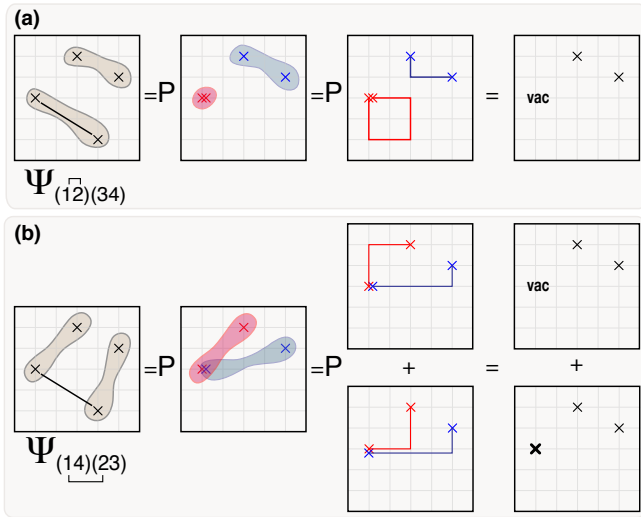 (a)
=P =P =
vac
Ψ(12)(34)
(b)
vac
=P =P + = +
Ψ(14)(23)